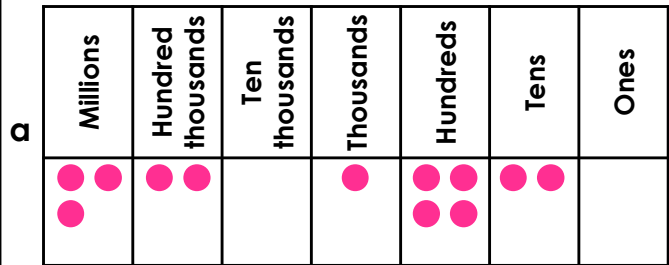 a
Millions
Hundred
thousands
Ten
thousands
Thousands
Hundreds
Tens
Ones